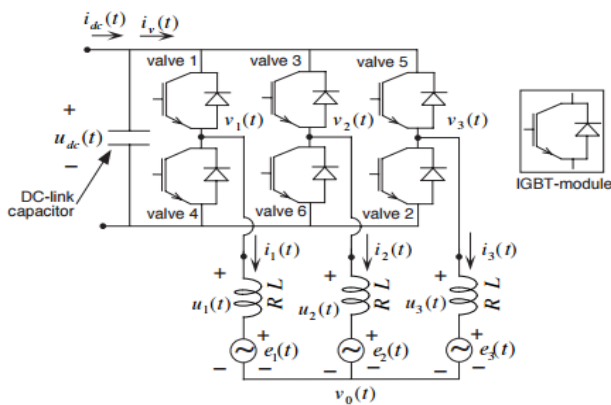 i_dc(t) i_v(t)
valve 1 valve 3 valve 5
+ v_1(t) v_2(t) v_3(t)
u_dc(t)
−
DC-link
capacitor
valve 4 valve 6 valve 2
IGBT-module
i_1(t) i_2(t) i_3(t)
+ + +
u_1(t) R L u_2(t) R L u_3(t) R L
+ + +
e_1(t) e_2(t) e_3(t)
− − − − − −
v_0(t)